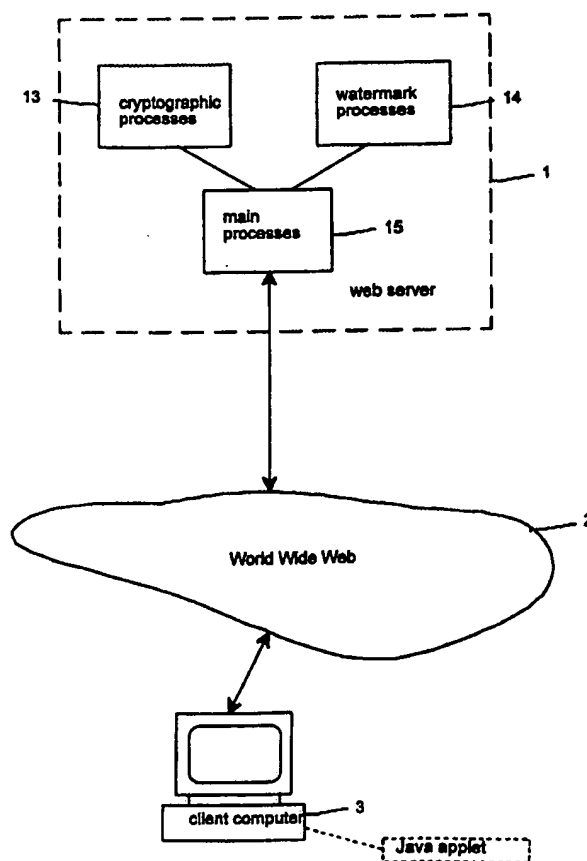 13
cryptographic
processes
watermark
processes
14
1
main
processes
15
web server
2
World Wide Web
client computer
3
Java applet